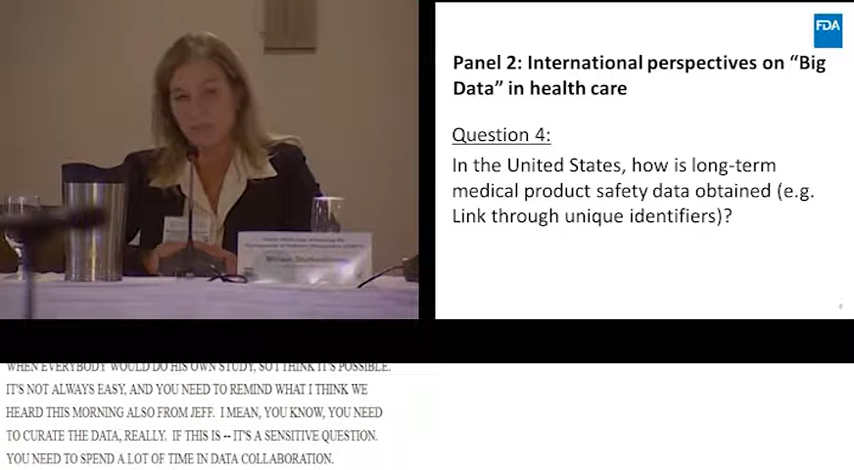 FDA
Panel 2: International perspectives on “Big
Data” in health care
Question 4:
In the United States, how is long-term
medical product safety data obtained (e.g.
Link through unique identifiers)?
4
WHEN EVERYBODY WOULD DO HIS OWN STUDY, SO I THINK IT'S POSSIBLE.
IT'S NOT ALWAYS EASY, AND YOU NEED TO REMIND WHAT I THINK WE
HEARD THIS MORNING ALSO FROM JEFF.  I MEAN, YOU KNOW, YOU NEED
TO CURATE THE DATA, REALLY.  IF THIS IS -- IT'S A SENSITIVE QUESTION.
YOU NEED TO SPEND A LOT OF TIME IN DATA COLLABORATION.